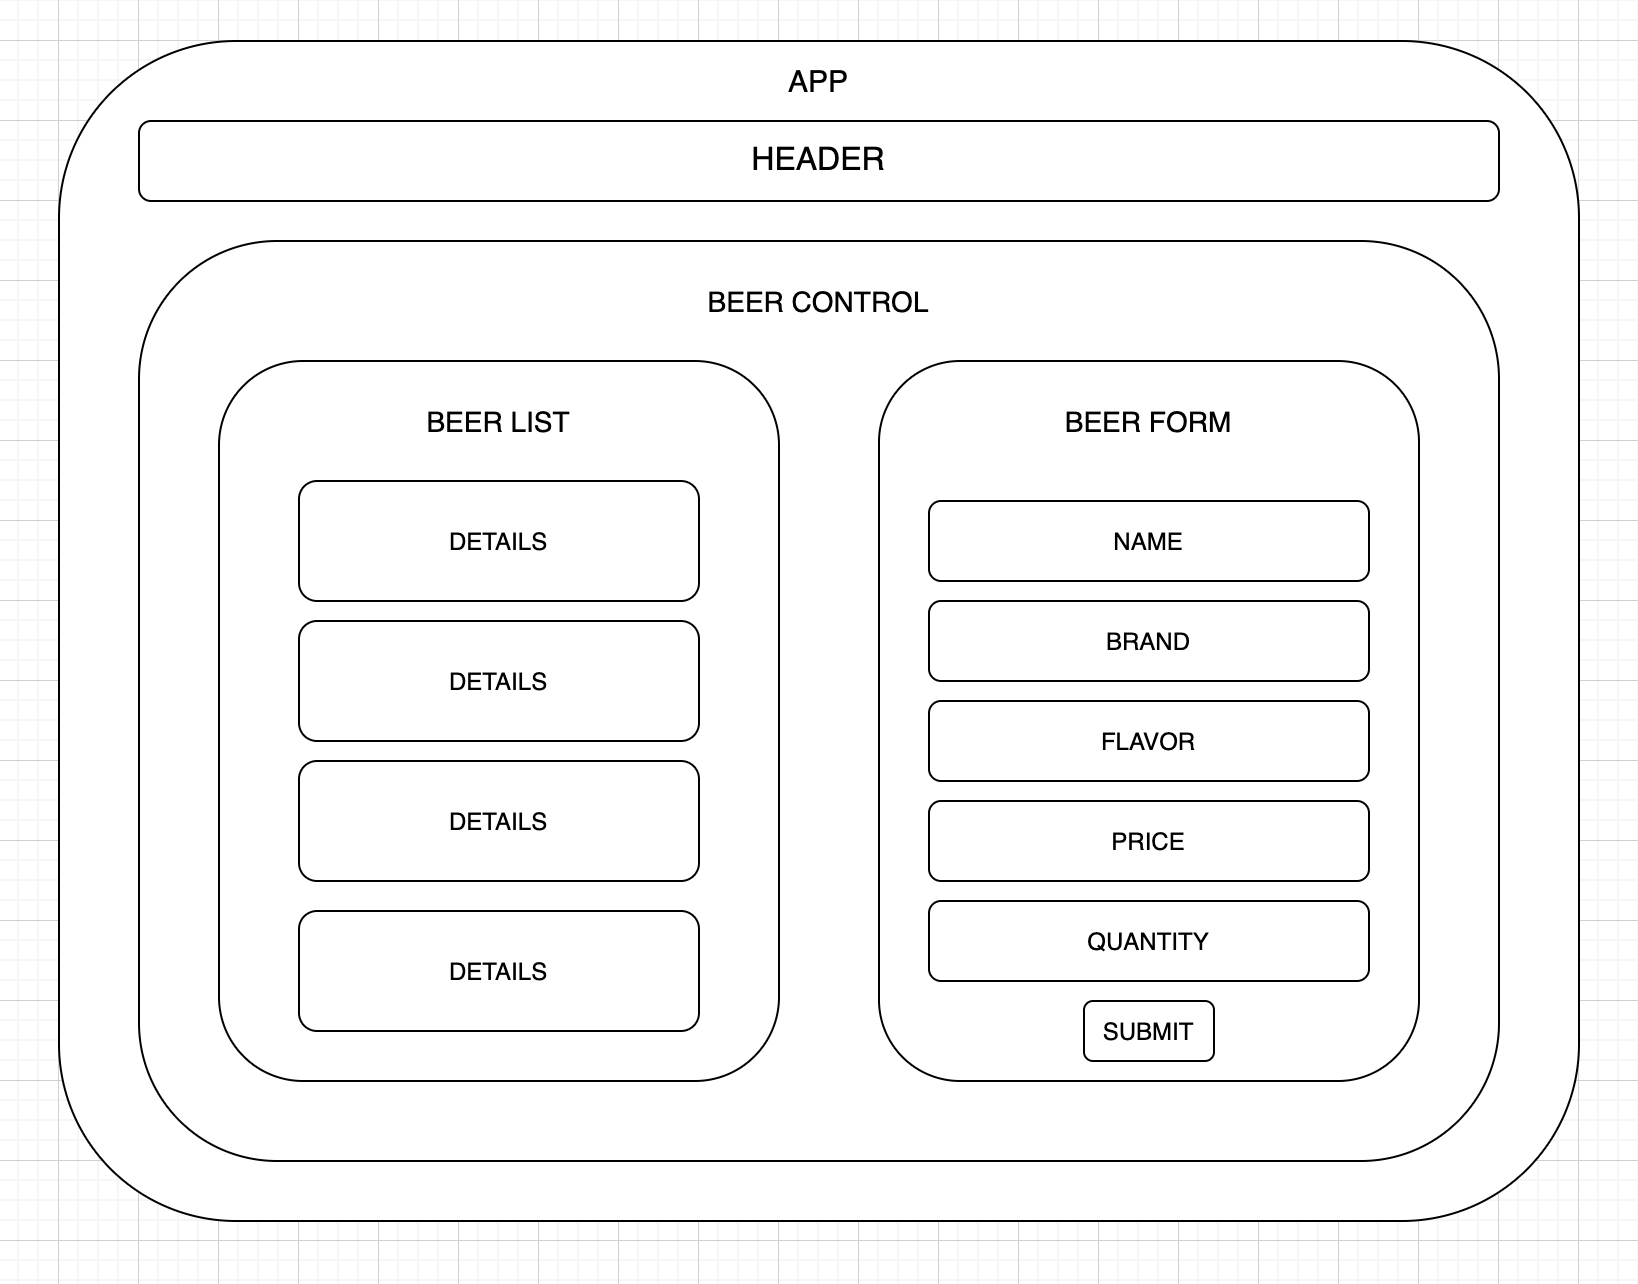 APP
HEADER
BEER CONTROL
BEER LIST
DETAILS
DETAILS
DETAILS
DETAILS
BEER FORM
NAME
BRAND
FLAVOR
PRICE
QUANTITY
SUBMIT